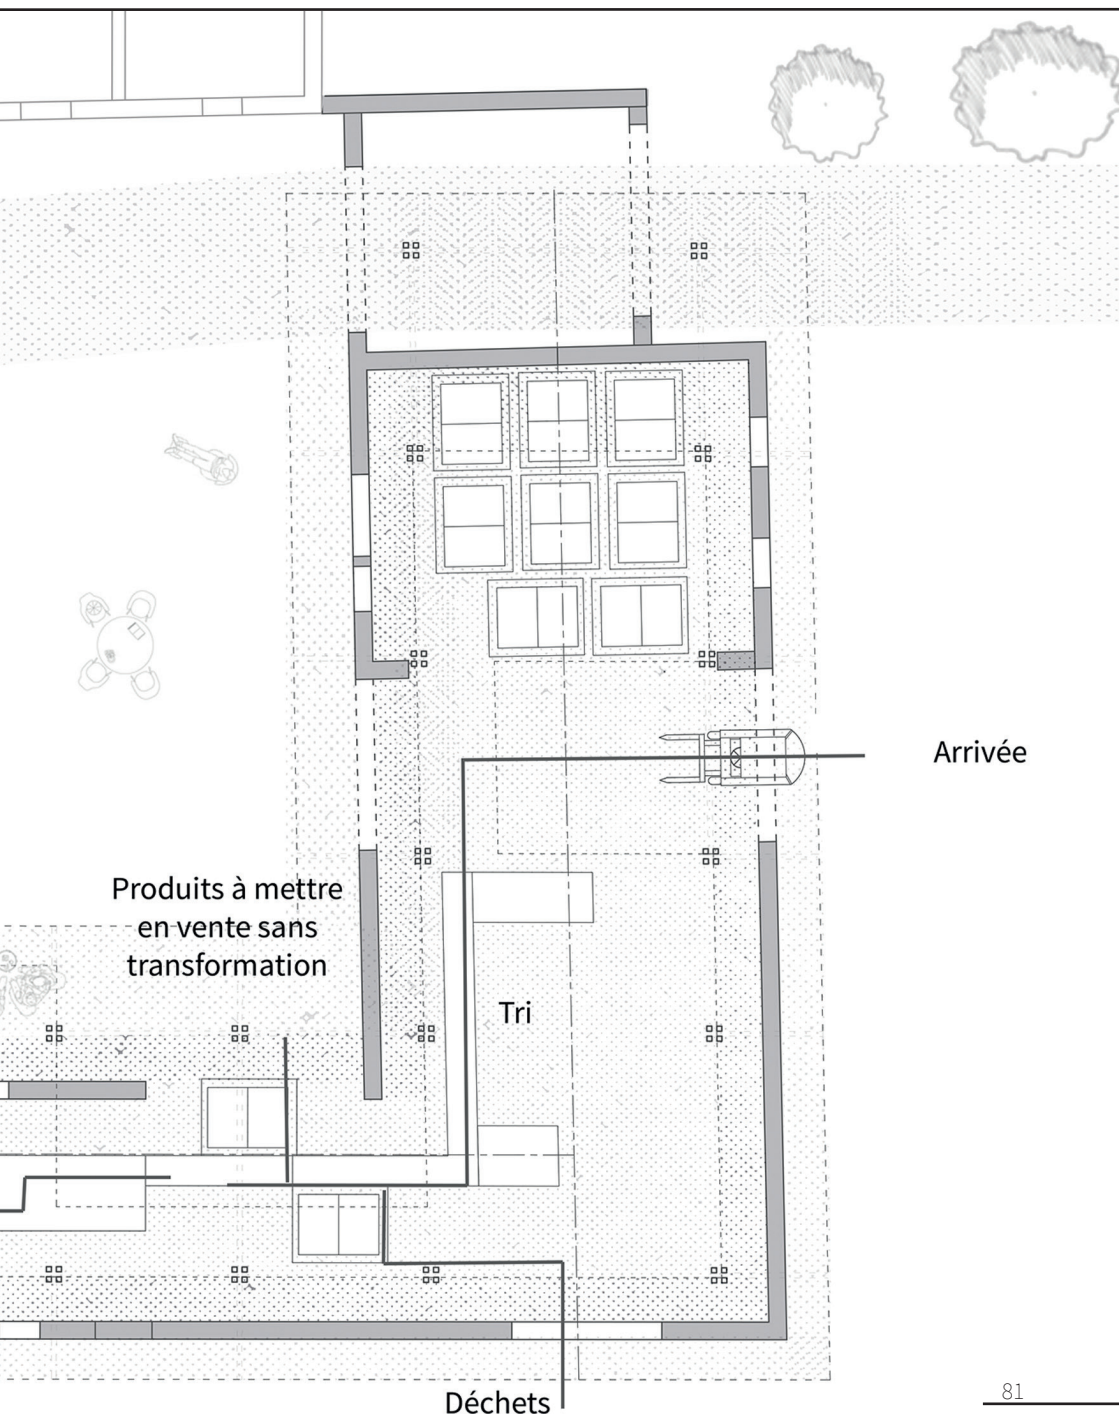 Arrivée
Produits à mettre
en vente sans
transformation
Tri
Déchets
81